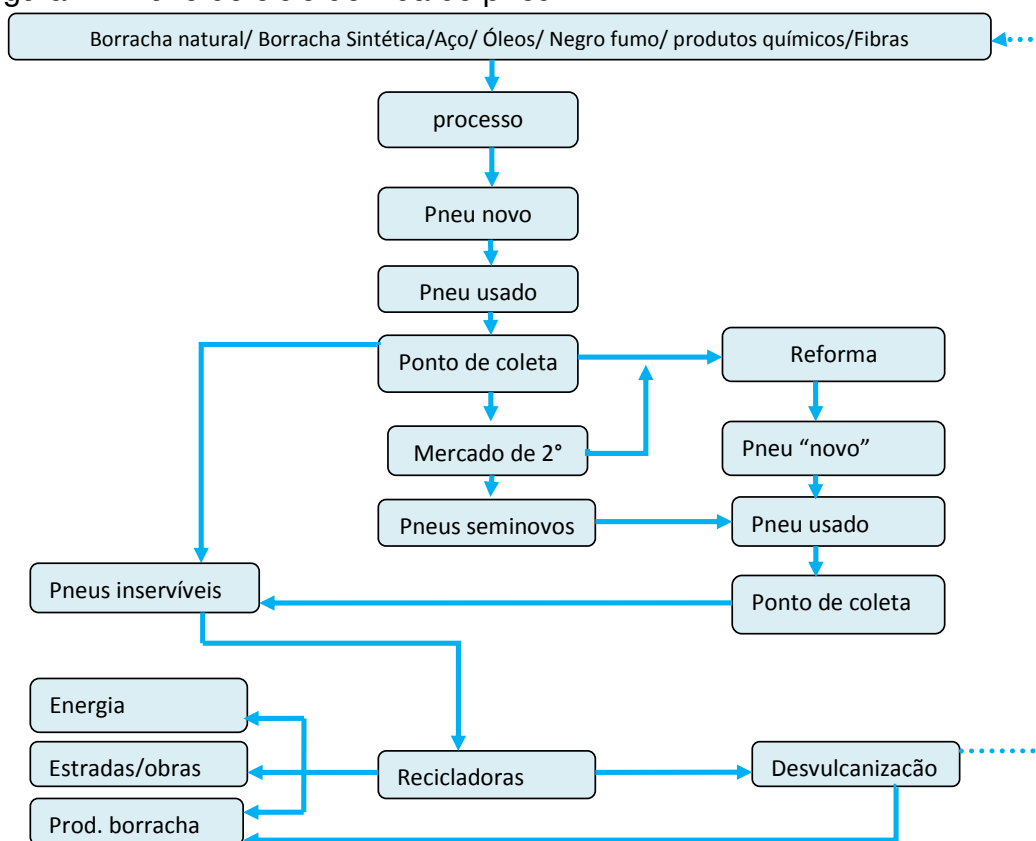 Borracha natural/ Borracha Sintética/Aço/ Óleos/ Negro fumo/ produtos químicos/Fibras
processo
Pneu novo
Pneu usado
Ponto de coleta
Reforma
Mercado de 2°
Pneu “novo”
Pneus seminovos
Pneu usado
Pneus inservíveis
Ponto de coleta
Energia
Estradas/obras
Recicladoras
Desvulcanização
Prod. borracha